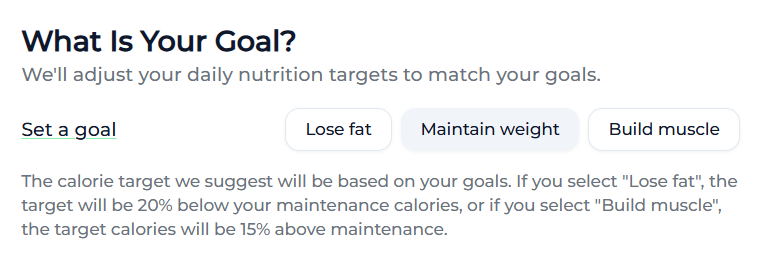 What Is Your Goal?
We'll adjust your daily nutrition targets to match your goals.
Set a goal Lose fat Maintain weight Build muscle
The calorie target we suggest will be based on your goals. If you select "Lose fat", the
target will be 20% below your maintenance calories, or if you select "Build muscle",
the target calories will be 15% above maintenance.